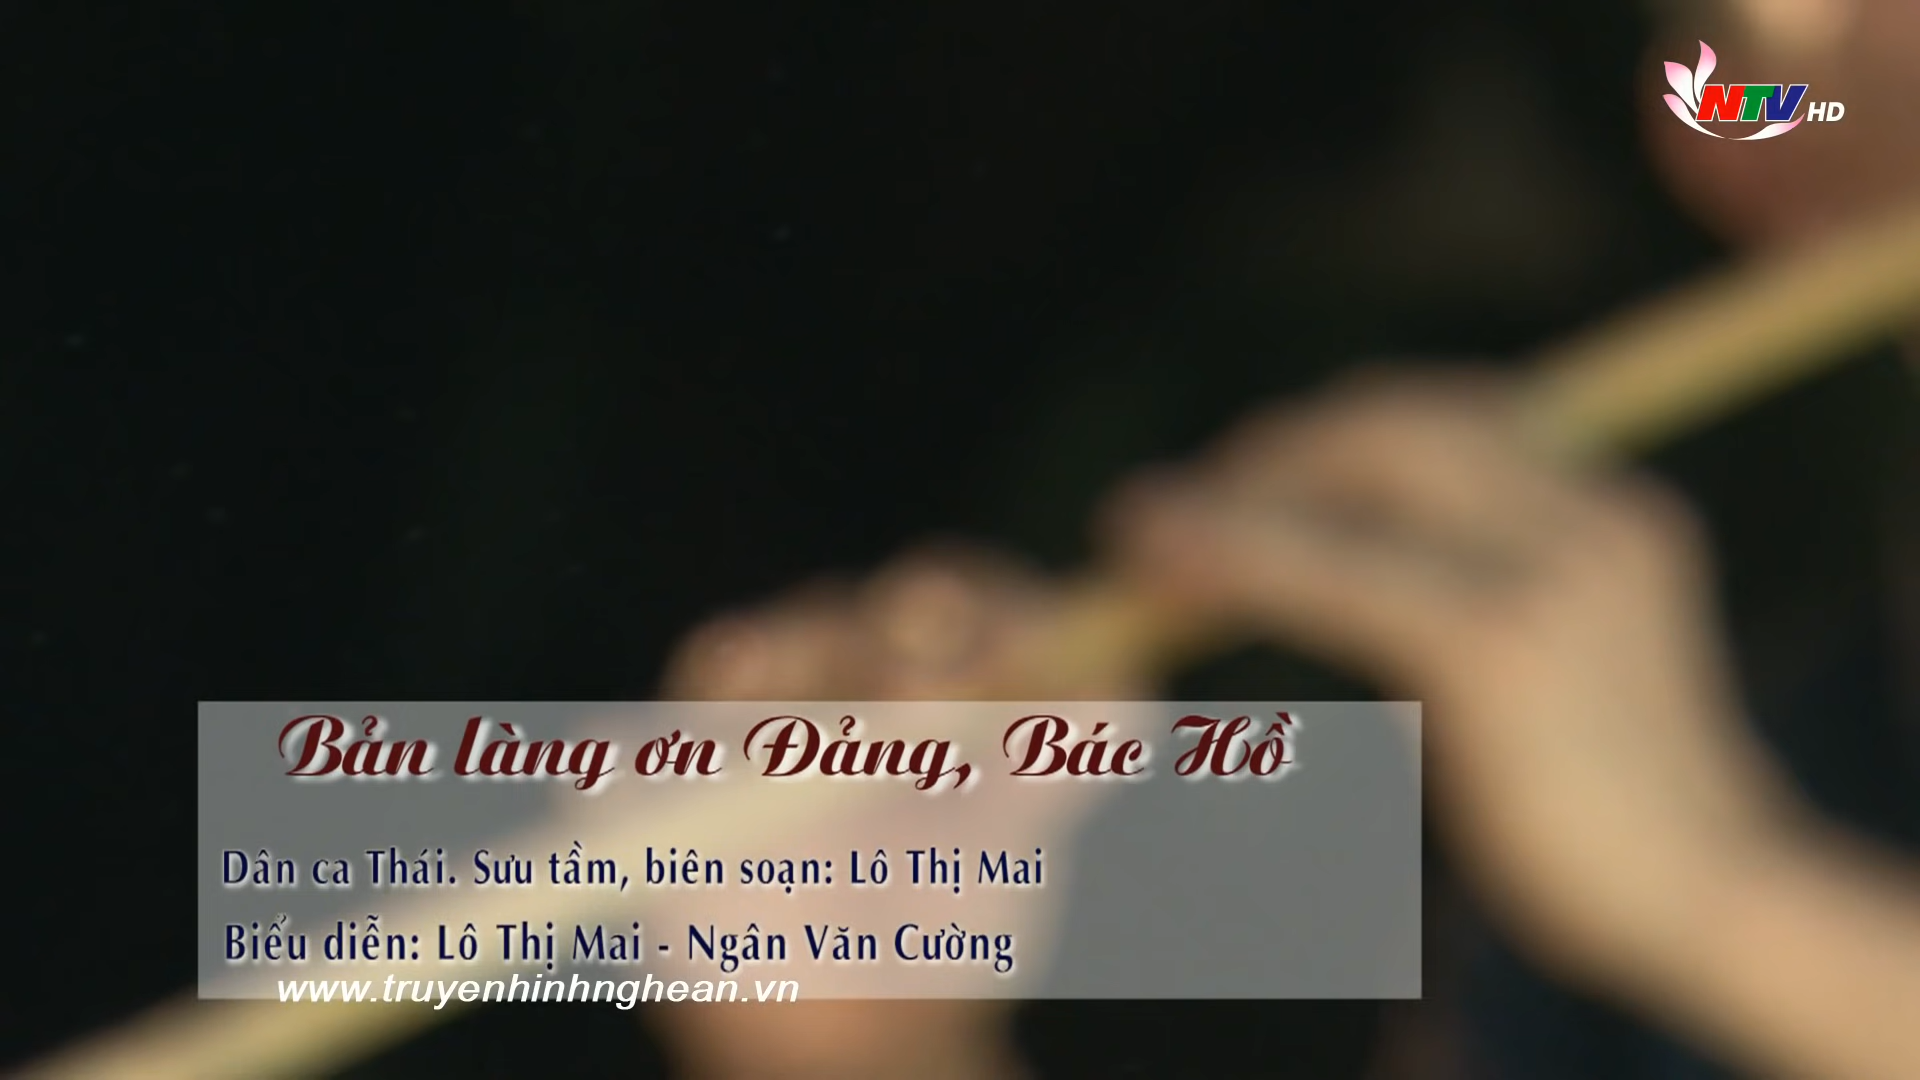 NTV HD
Bản làng ơn Đảng, Bác Hồ
Dân ca Thái. Sưu tầm, biên soạn: Lô Thị Mai
Biểu diễn: Lô Thị Mai - Ngân Văn Cường
www.truyenhinhnghean.vn